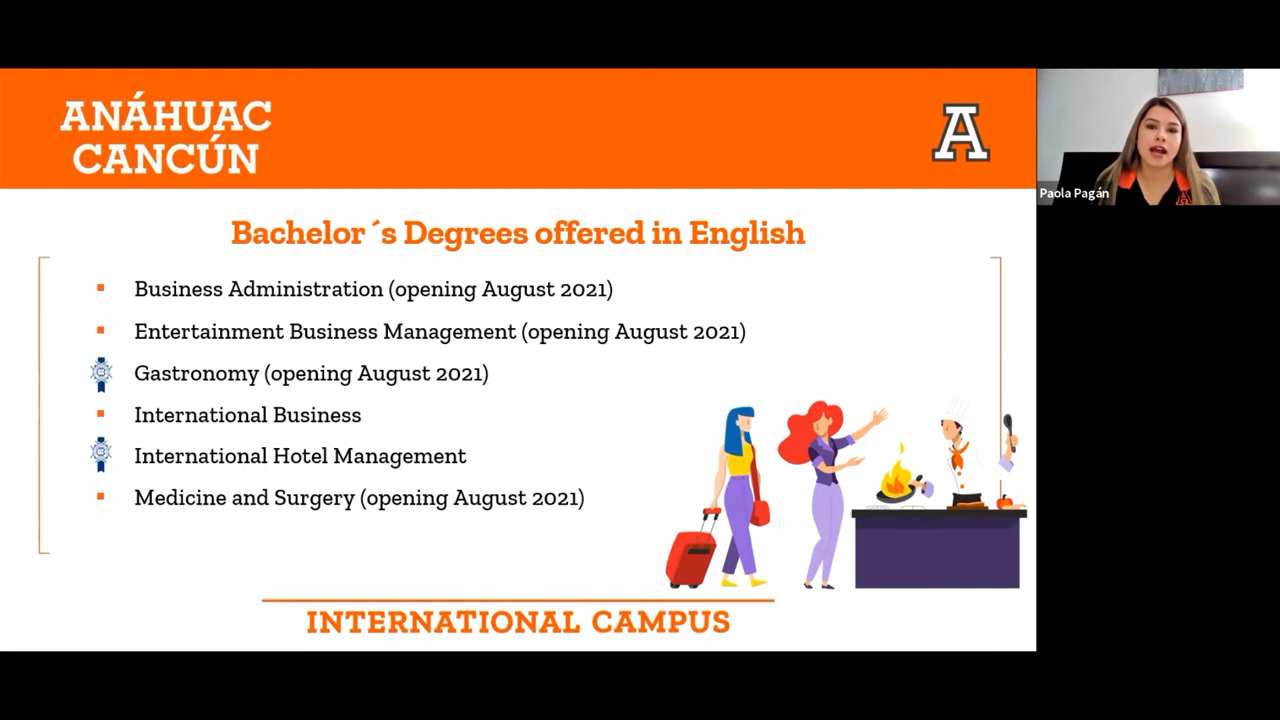 ANÁHUAC
CANCÚN
A
Paola Pagán
Bachelor´s Degrees offered in English
Business Administration (opening August 2021)
Entertainment Business Management (opening August 2021)
Gastronomy (opening August 2021)
International Business
International Hotel Management
Medicine and Surgery (opening August 2021)
INTERNATIONAL CAMPUS